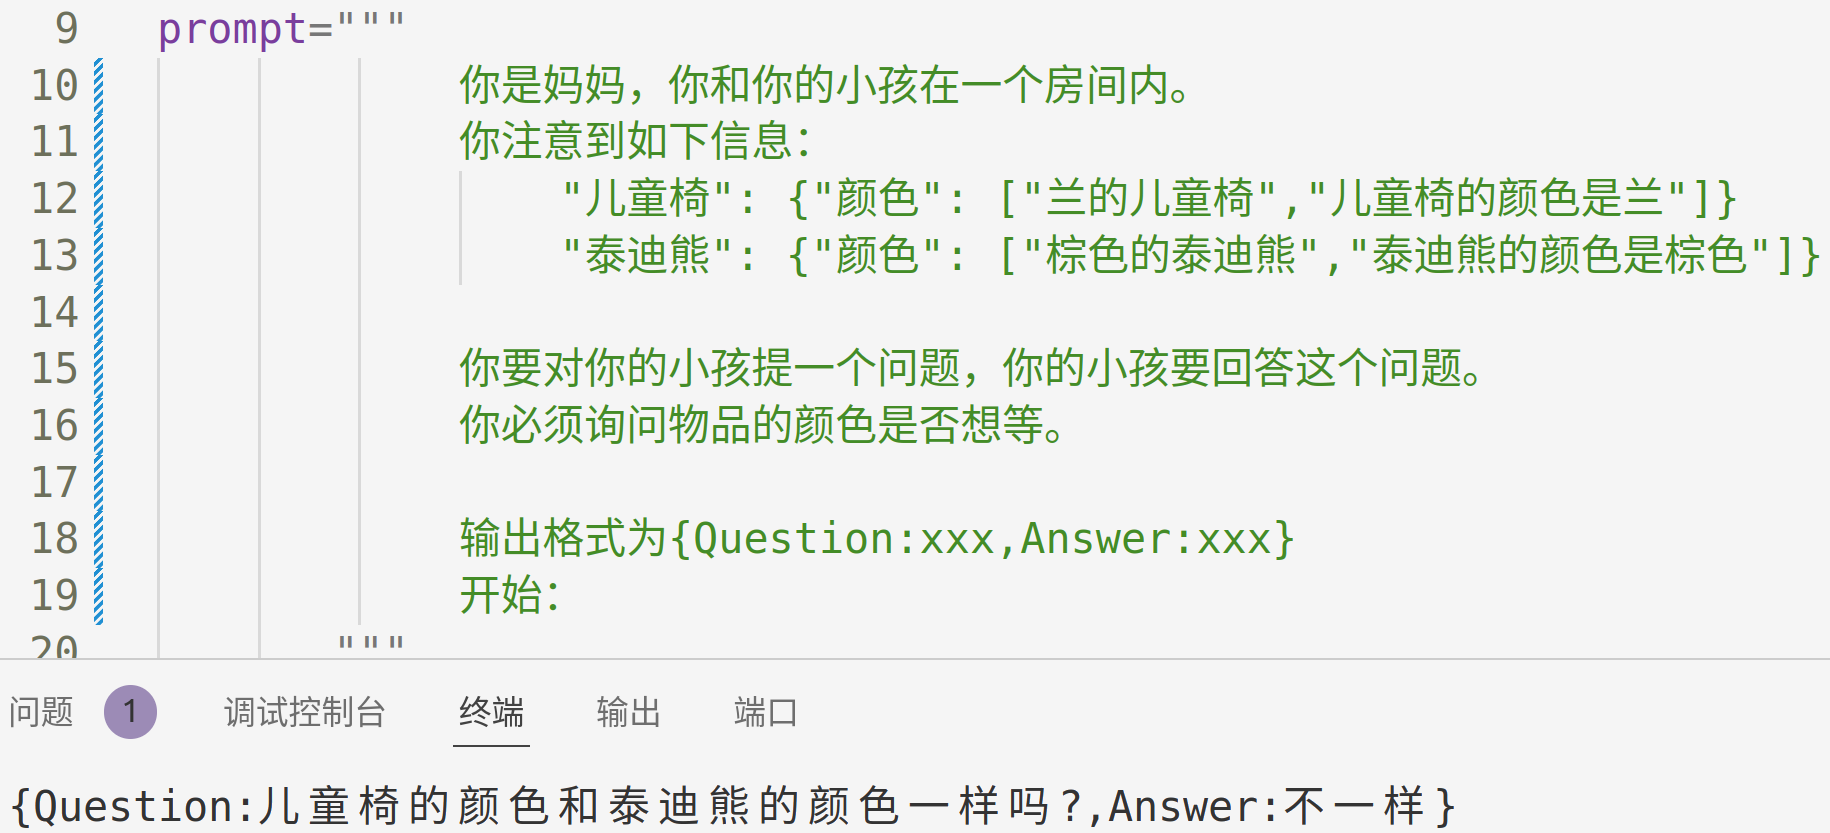 9 prompt="""
10 你是妈妈，你和你的小孩在一个房间内。
11 你注意到如下信息：
12 "儿童椅": {"颜色": ["兰的儿童椅","儿童椅的颜色是兰"]}
13 "泰迪熊": {"颜色": ["棕色的泰迪熊","泰迪熊的颜色是棕色"]}
14
15 你要对你的小孩提一个问题，你的小孩要回答这个问题。
16 你必须询问物品的颜色是否想等。
17
18 输出格式为{Question:xxx,Answer:xxx}
19 开始：
20 """
问题 1 调试控制台 终端 输出 端口
{Question:儿童椅的颜色和泰迪熊的颜色一样吗?,Answer:不一样}